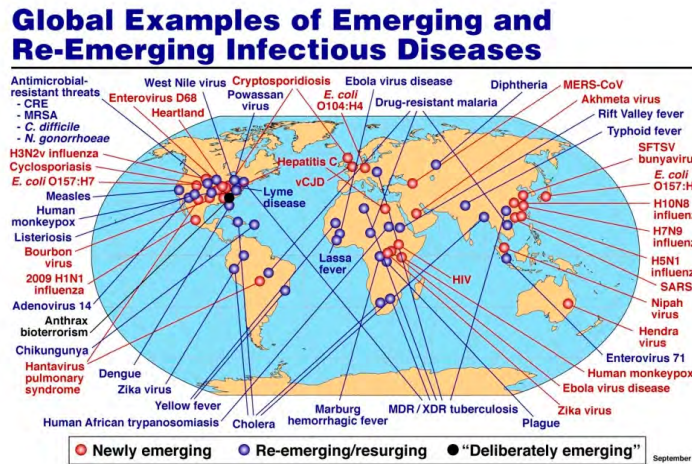 Global Examples of Emerging and
Re-Emerging Infectious Diseases
Antimicrobial-
resistant threats
- CRE
- MRSA
- C. difficile
- N. gonorrhoeae
West Nile virus
Cryptosporidiosis
Ebola virus disease
Diphtheria
MERS-CoV
Enterovirus D68
Powassan
virus
E. coli
O104:H4
Drug-resistant malaria
Akhmeta virus
Heartland
Rift Valley fever
Typhoid fever
H3N2v influenza
Cyclosporiasis
E. coli O157:H7
Measles
Human
monkeypox
Listeriosis
Bourbon
virus
2009 H1N1
influenza
Adenovirus 14
Anthrax
bioterrorism
Chikungunya
Hantavirus
pulmonary
syndrome
Hepatitis C
vCJD
Lyme
disease
Lassa
fever
HIV
SFTSV
bunyavirus
E. coli
O157:H
H10N8
influenz
H7N9
influenz
H5N1
influenz
SARS
Nipah
virus
Hendra
virus
Enterovirus 71
Human monkeypox
Ebola virus disease
Zika virus
Dengue
Zika virus
Yellow fever
Human African trypanosomiasis
Cholera
Marburg
hemorrhagic fever
MDR/XDR tuberculosis
Plague
Newly emerging
Re-emerging/resurging
"Deliberately emerging"
September